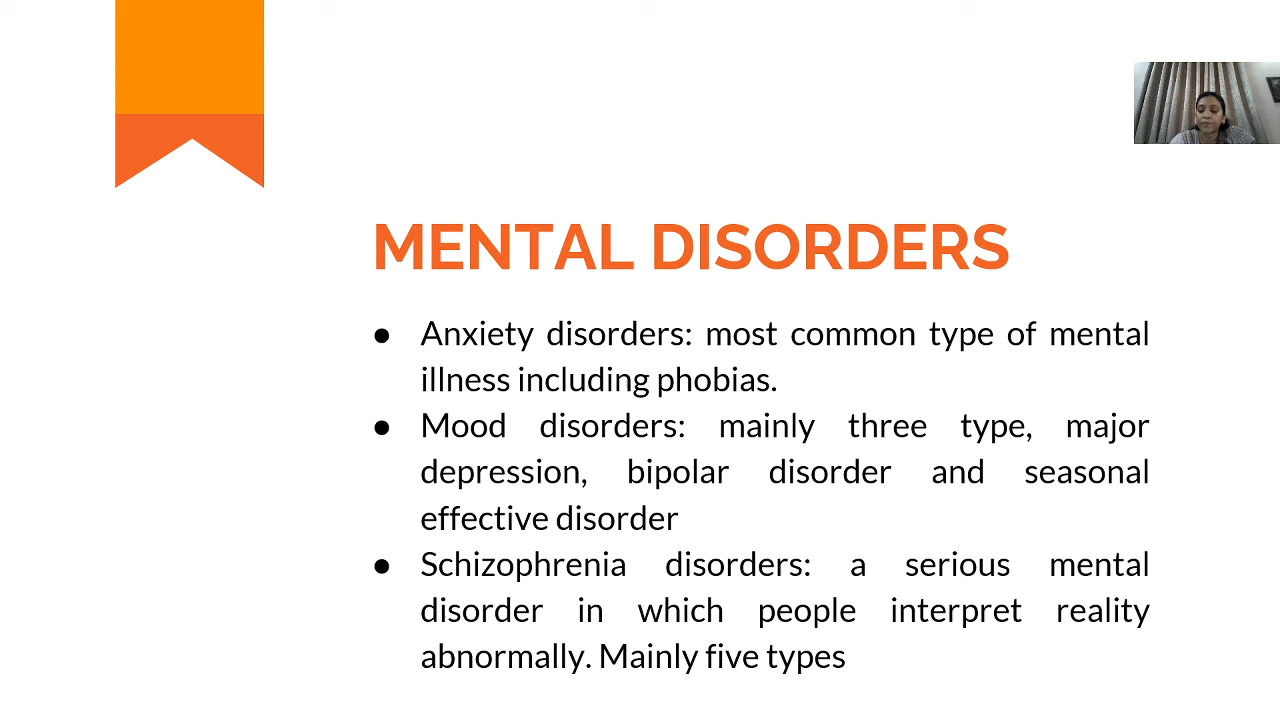 MENTAL DISORDERS
● Anxiety disorders: most common type of mental
illness including phobias.
● Mood disorders: mainly three type, major
depression, bipolar disorder and seasonal
effective disorder
● Schizophrenia disorders: a serious mental
disorder in which people interpret reality
abnormally. Mainly five types